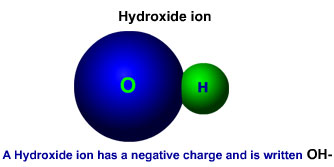 Hydroxide ion
O H
A Hydroxide ion has a negative charge and is written OH-